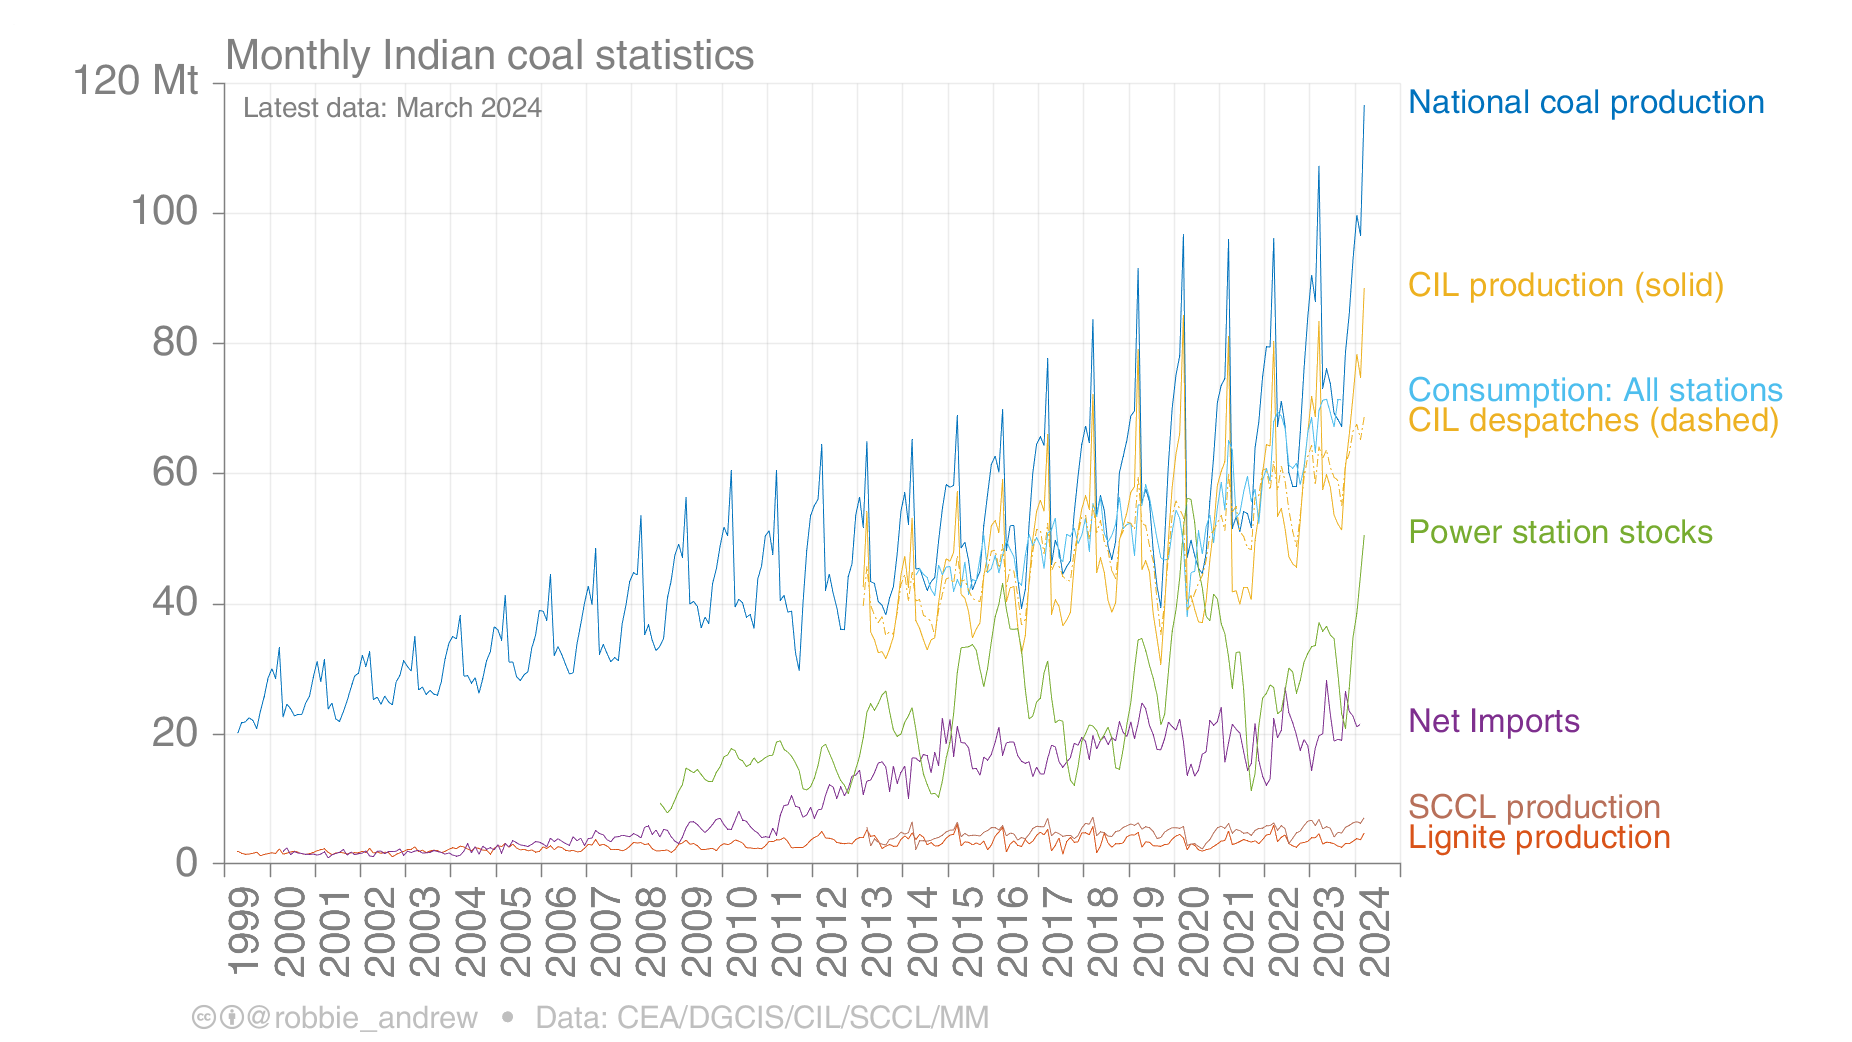 Monthly Indian coal statistics
120 Mt
Latest data: March 2024
National coal production
100
CIL production (solid)
80
Consumption: All stations
CIL despatches (dashed)
60
Power station stocks
40
Net Imports
20
SCCL production
Lignite production
0
1999 2000 2001 2002 2003 2004 2005 2006 2007 2008 2009 2010 2011 2012 2013 2014 2015 2016 2017 2018 2019 2020 2021 2022 2023 2024
cc @robbie_andrew • Data: CEA/DGCIS/CIL/SCCL/MM